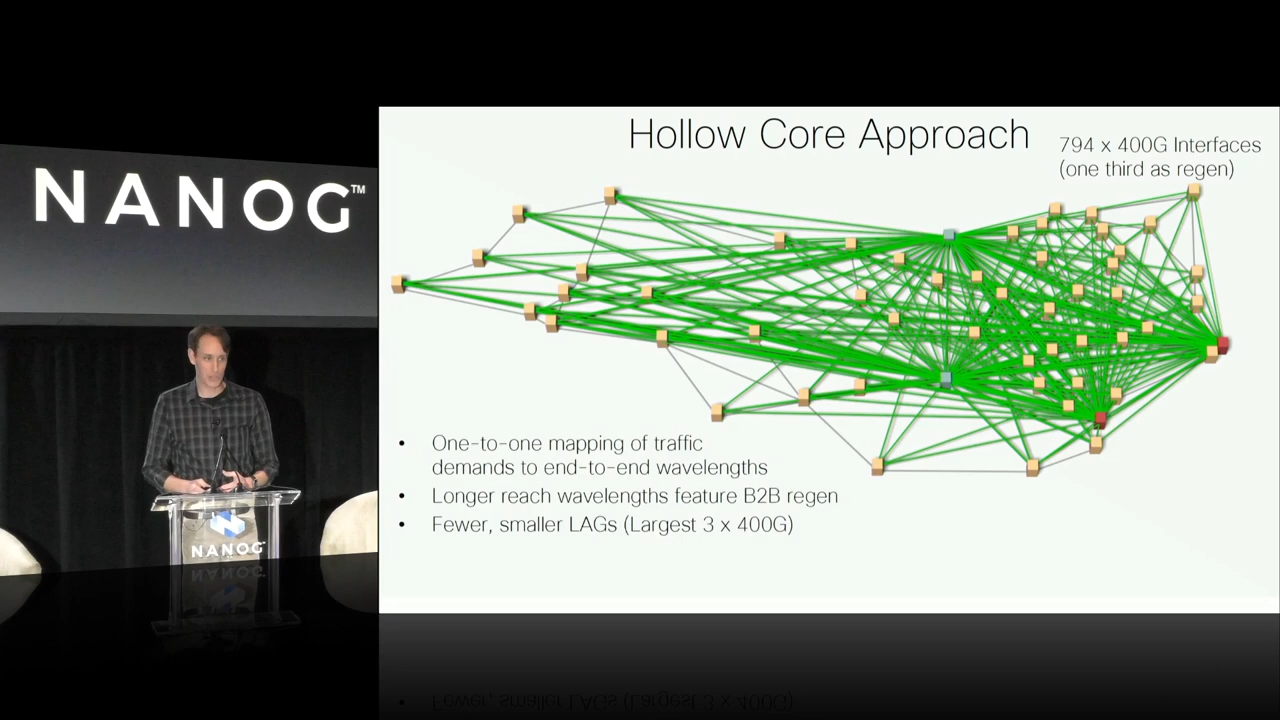 NANOG™
Hollow Core Approach
794 x 400G Interfaces
(one third as regen)
• One-to-one mapping of traffic
demands to end-to-end wavelengths
• Longer reach wavelengths feature B2B regen
• Fewer, smaller LAGs (Largest 3 x 400G)
NANOG